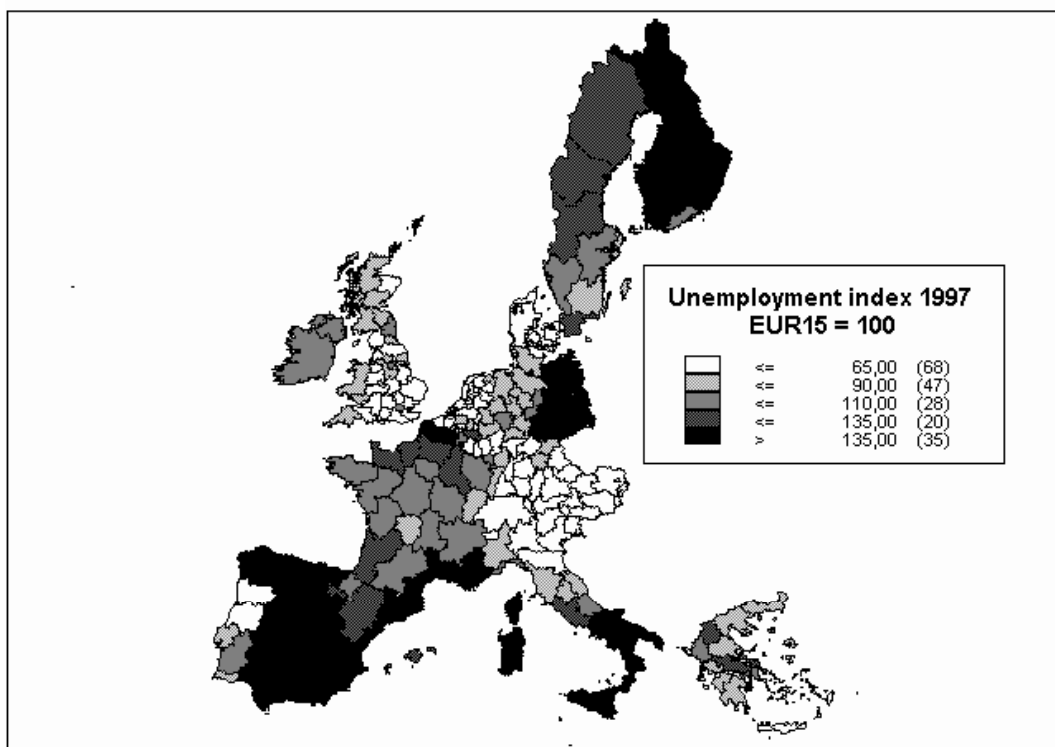 Unemployment index 1997
EUR15 = 100
<= 65,00 (68)
<= 90,00 (47)
<= 110,00 (28)
<= 135,00 (20)
> 135,00 (35)